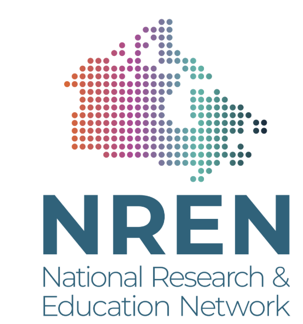 NREN
National Research &
Education Network